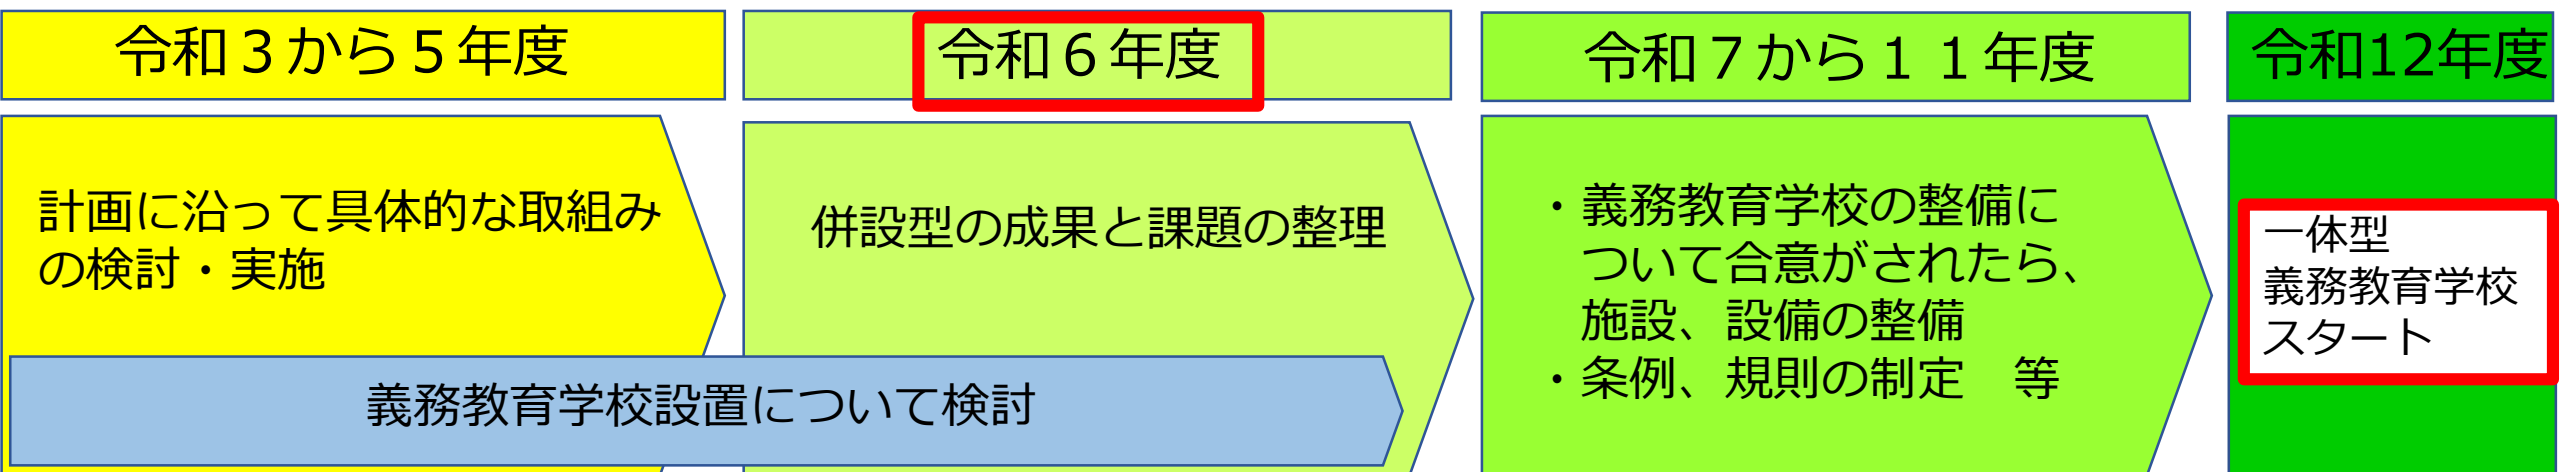 令和３から５年度
令和６年度
令和７から１１年度
令和12年度
計画に沿って具体的な取組み
の検討・実施
併設型の成果と課題の整理
・義務教育学校の整備に
ついて合意がされたら、
施設、設備の整備
・条例、規則の制定　等
一体型
義務教育学校
スタート
義務教育学校設置について検討